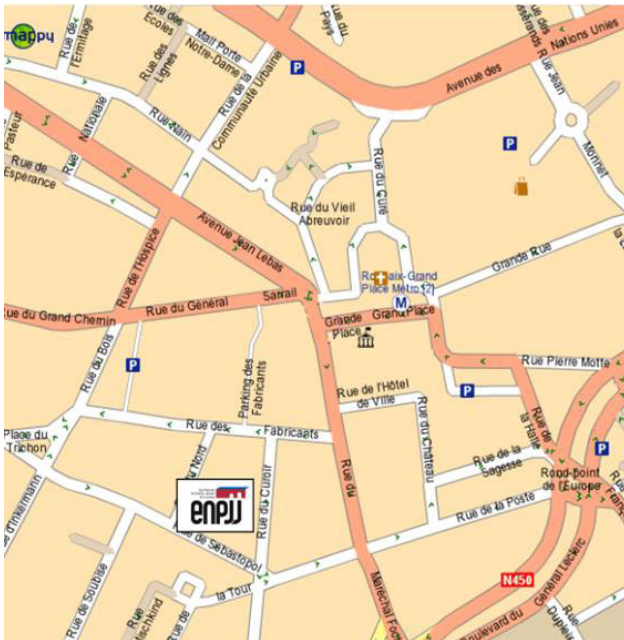 mappy
Rue de
l'Ermitage
Rue des
Ecoles
Mail Porte
Notre-Dame
Rue des
Lignes
Rue de la
Communauté Urbaine
Rue du
Pays
P
Avenue des
Nations Unies
Rue Jean
Monnet
P
Pasteur
Rue
Nationale
Rue Nain
Rue de
Espérance
Rue du Vieil
Abreuvoir
Rue du Curé
Avenue Jean Lebas
Rue de l'Hospice
Grande Rue
Place Métro [2]
M
Rue du Général
Sarrail
Grande
Place
Grand Place
Rue du Grand Chemin
Rue du Bois
P
Parking des
Fabricants
Rue Pierre Motte
Rue de l'Hôtel
de Ville
P
Rue de
la Halle
Place du
Trichon
Rue des
Fabricants
Rue du
Château
P
Rue de la
Sagesse
Rond-point
de l'Europe
du Nord
enpjj
Rue du Curoir
Rue du
Maréchal Foch
Rue de la Poste
d'Inkermann
Rue de Sébastopol
Rue de Soubise
la Tour
N450
Rue
Rue de
Boulevard du
Général Leclerc
Rue